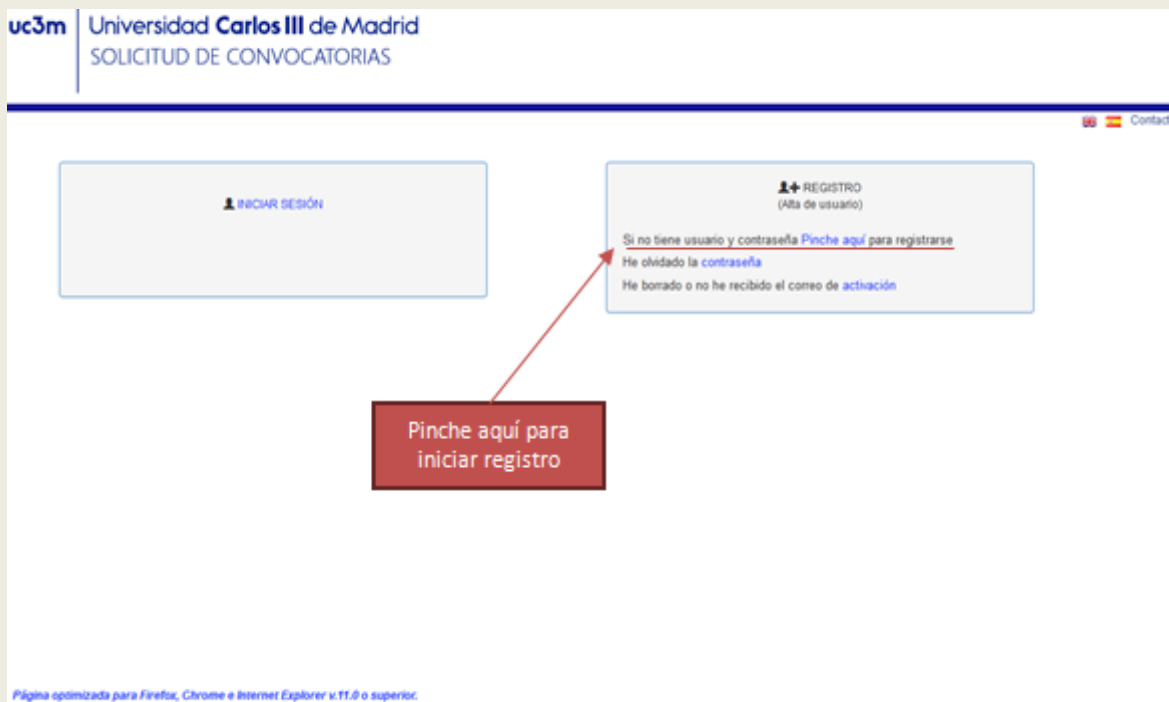 uc3m
Universidad Carlos III de Madrid
SOLICITUD DE CONVOCATORIAS
Contact
INICIAR SESIÓN
REGISTRO
(Alta de usuario)
Si no tiene usuario y contraseña Pinche aquí para registrarse
He olvidado la contraseña
He borrado o no he recibido el correo de activación
Pinche aquí para
iniciar registro
Página optimizada para Firefox, Chrome e Internet Explorer v.11.0 o superior.